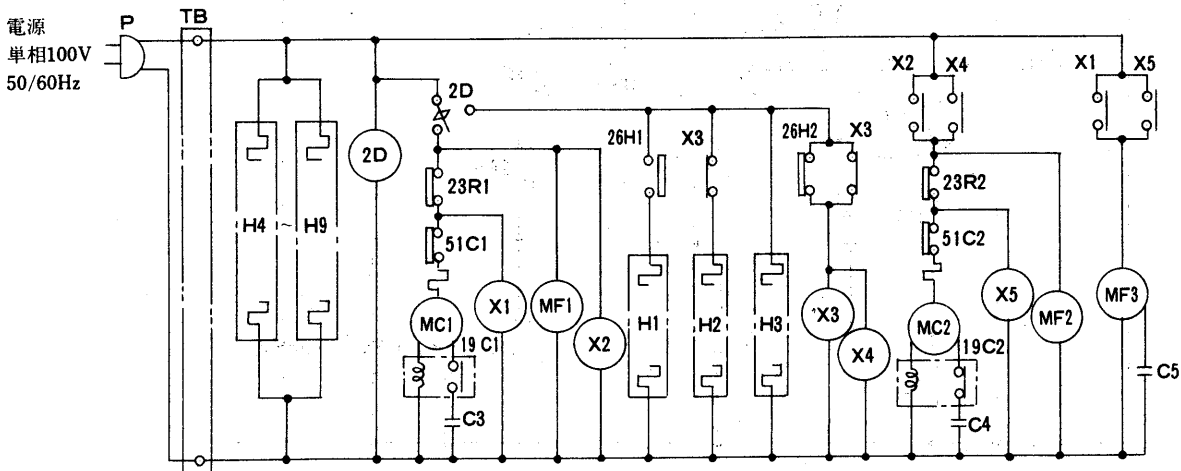 電源
単相100V
50/60Hz
P
TB
2D
2D
26H1
X3
26H2
X3
X2
X4
X1
X5
23R1
51C1
23R2
51C2
H4
~
H9
MC1
X1
MF1
X2
H1
H2
H3
X3
X4
MC2
X5
MF2
MF3
19C1
C3
19C2
C4
C5